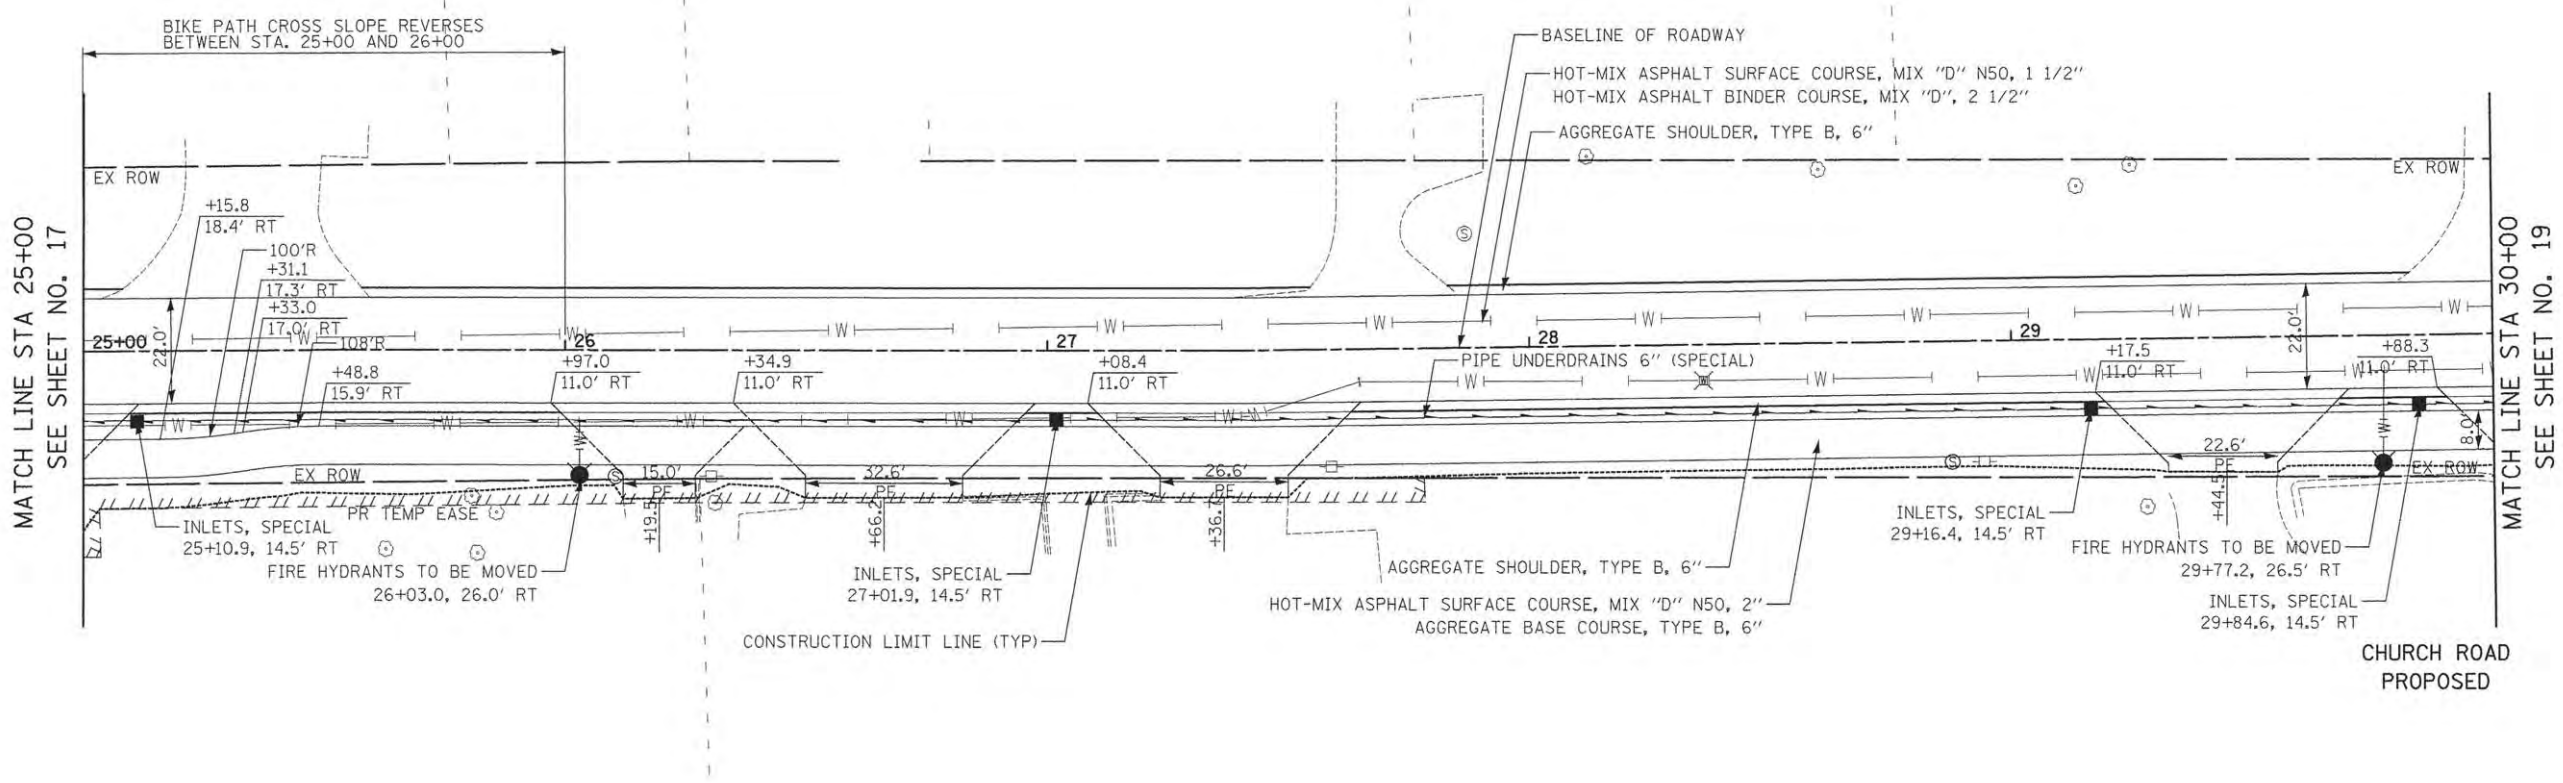 BIKE PATH CROSS SLOPE REVERSES
BETWEEN STA. 25+00 AND 26+00
BASELINE OF ROADWAY
HOT-MIX ASPHALT SURFACE COURSE, MIX "D" N50, 1 1/2"
HOT-MIX ASPHALT BINDER COURSE, MIX "D", 2 1/2"
AGGREGATE SHOULDER, TYPE B, 6"
EX ROW
EX ROW
MATCH LINE STA 25+00
SEE SHEET NO. 17
+15.8
18.4' RT
100'R
+31.1
17.3' RT
+33.0
17.0' RT
108'R
+48.8
15.9' RT
25+00
22.0'
26
27
28
29
W W W W W W W W W
+97.0
11.0' RT
+34.9
11.0' RT
+08.4
11.0' RT
PIPE UNDERDRAINS 6" (SPECIAL)
+17.5
11.0' RT
22.0'
+88.3
11.0' RT
W W W W W
W W W W W W
W W
8.0'
EX ROW
15.0'
PE
32.6'
PE
26.6'
PE
22.6'
PE
EX ROW
S
S
S
PR TEMP EASE
+66.2
+44.5
INLETS, SPECIAL
25+10.9, 14.5' RT
FIRE HYDRANTS TO BE MOVED
26+03.0, 26.0' RT
INLETS, SPECIAL
27+01.9, 14.5' RT
CONSTRUCTION LIMIT LINE (TYP)
AGGREGATE SHOULDER, TYPE B, 6"
HOT-MIX ASPHALT SURFACE COURSE, MIX "D" N50, 2"
AGGREGATE BASE COURSE, TYPE B, 6"
INLETS, SPECIAL
29+16.4, 14.5' RT
FIRE HYDRANTS TO BE MOVED
29+77.2, 26.5' RT
INLETS, SPECIAL
29+84.6, 14.5' RT
MATCH LINE STA 30+00
SEE SHEET NO. 19
CHURCH ROAD
PROPOSED